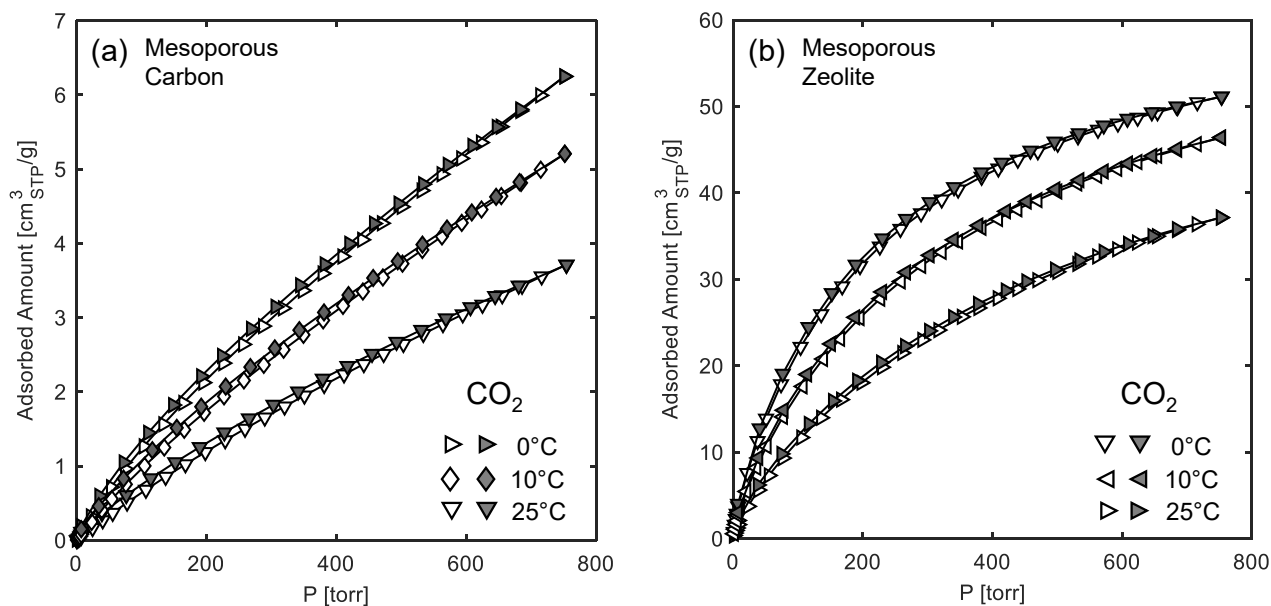 (a) Mesoporous
Carbon
Adsorbed Amount [cm³STP/g]
7
6
5
4
3
2
1
0
0 200 400 600 800
P [torr]
CO₂
0°C
10°C
25°C
(b) Mesoporous
Zeolite
Adsorbed Amount [cm³STP/g]
60
50
40
30
20
10
0
0 200 400 600 800
P [torr]
CO₂
0°C
10°C
25°C